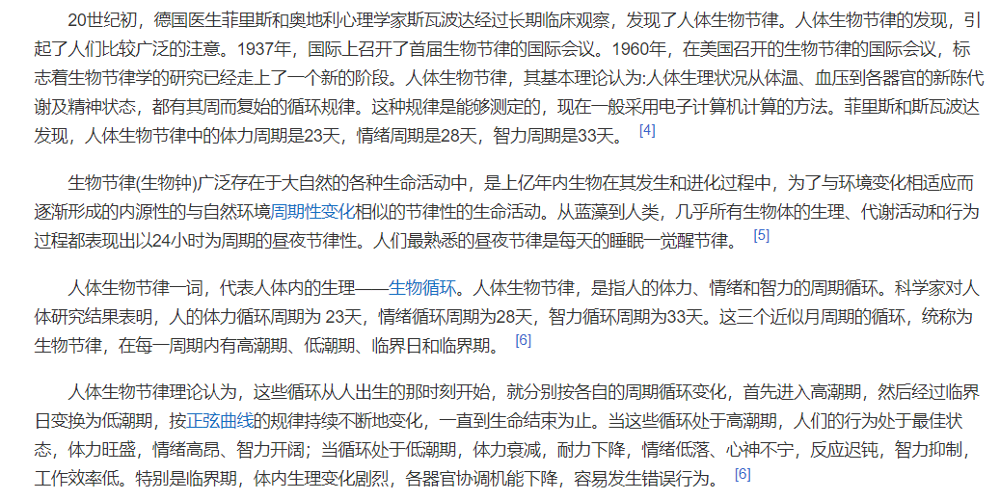 20世纪初，德国医生菲里斯和奥地利心理学家斯瓦波达经过长期临床观察，发现了人体生物节律。人体生物节律的发现，引
起了人们比较广泛的注意。1937年，国际上召开了首届生物节律的国际会议。1960年，在美国召开的生物节律的国际会议，标
志着生物节律学的研究已经走上了一个新的阶段。人体生物节律，其基本理论认为:人体生理状况从体温、血压到各器官的新陈代
谢及精神状态，都有其周而复始的循环规律。这种规律是能够测定的，现在一般采用电子计算机计算的方法。菲里斯和斯瓦波达
发现，人体生物节律中的体力周期是23天，情绪周期是28天，智力周期是33天。 [4]
生物节律(生物钟)广泛存在于大自然的各种生命活动中，是上亿年内生物在其发生和进化过程中，为了与环境变化相适应而
逐渐形成的内源性的与自然环境周期性变化相似的节律性的生命活动。从蓝藻到人类，几乎所有生物体的生理、代谢活动和行为
过程都表现出以24小时为周期的昼夜节律性。人们最熟悉的昼夜节律是每天的睡眠一觉醒节律。 [5]
人体生物节律一词，代表人体内的生理——生物循环。人体生物节律，是指人的体力、情绪和智力的周期循环。科学家对人
体研究结果表明，人的体力循环周期为 23天，情绪循环周期为28天，智力循环周期为33天。这三个近似月周期的循环，统称为
生物节律，在每一周期内有高潮期、低潮期、临界日和临界期。 [6]
人体生物节律理论认为，这些循环从人出生的那时刻开始，就分别按各自的周期循环变化，首先进入高潮期，然后经过临界
日变换为低潮期，按正弦曲线的规律持续不断地变化，一直到生命结束为止。当这些循环处于高潮期，人们的行为处于最佳状
态，体力旺盛，情绪高昂、智力开阔；当循环处于低潮期，体力衰减，耐力下降，情绪低落、心神不宁，反应迟钝，智力抑制，
工作效率低。特别是临界期，体内生理变化剧烈，各器官协调机能下降，容易发生错误行为。 [6]